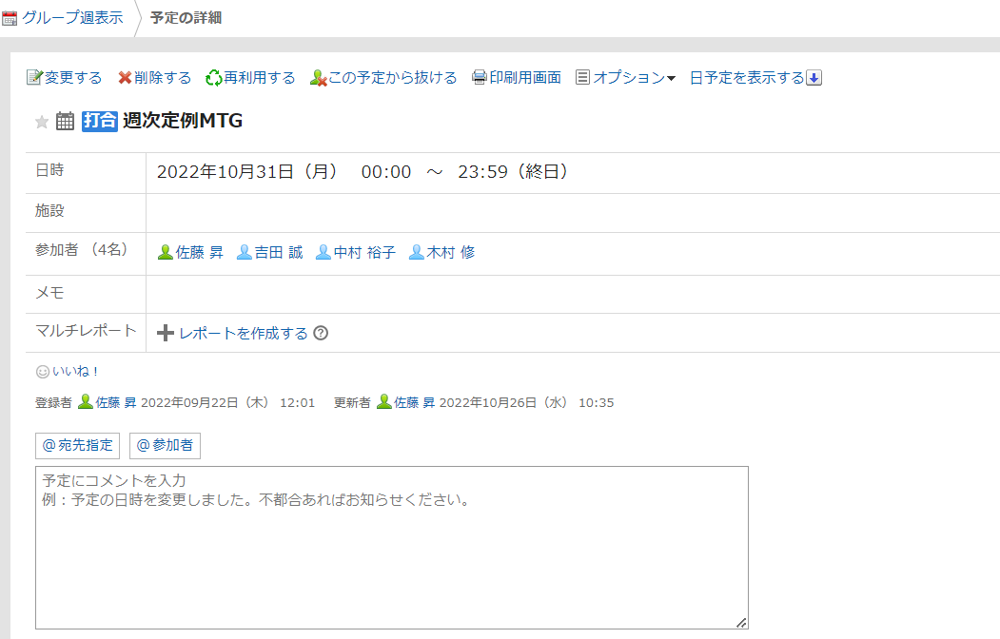 グループ週表示 予定の詳細
変更する 削除する 再利用する この予定から抜ける 印刷用画面 オプション 日予定を表示する
打合 週次定例MTG
日時 2022年10月31日（月） 00:00 ～ 23:59（終日）
施設
参加者 （4名） 佐藤 昇 吉田 誠 中村 裕子 木村 修
メモ
マルチレポート レポートを作成する ?
いいね！
登録者 佐藤 昇 2022年09月22日（木） 12:01 更新者 佐藤 昇 2022年10月26日（水） 10:35
@宛先指定 @参加者
予定にコメントを入力
例：予定の日時を変更しました。不都合あればお知らせください。